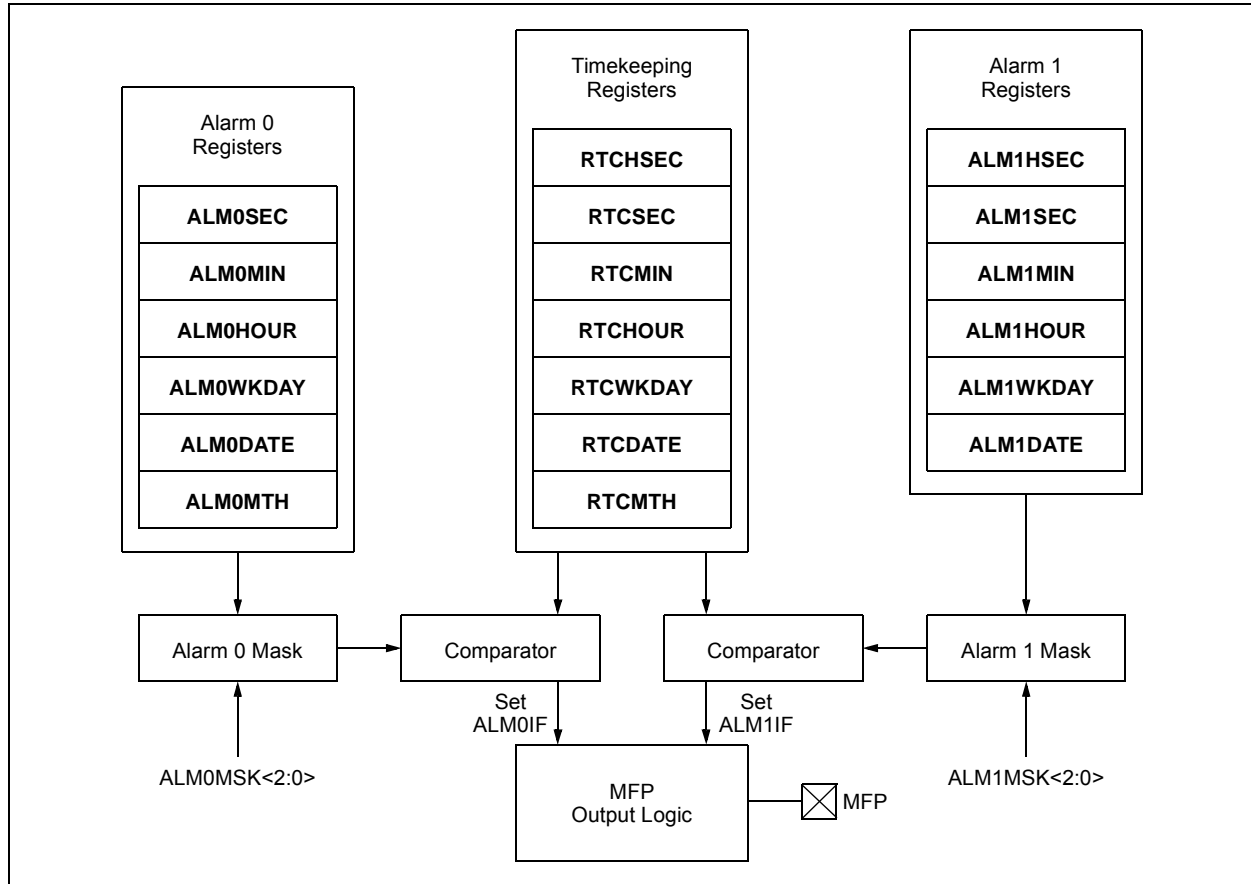 Alarm 0
Registers
ALM0SEC
ALM0MIN
ALM0HOUR
ALM0WKDAY
ALM0DATE
ALM0MTH
Timekeeping
Registers
RTCHSEC
RTCSEC
RTCMIN
RTCHOUR
RTCWKDAY
RTCDATE
RTCMTH
Alarm 1
Registers
ALM1HSEC
ALM1SEC
ALM1MIN
ALM1HOUR
ALM1WKDAY
ALM1DATE
Alarm 0 Mask
Comparator
Comparator
Alarm 1 Mask
Set
ALM0IF
Set
ALM1IF
ALM0MSK<2:0>
ALM1MSK<2:0>
MFP
Output Logic
MFP